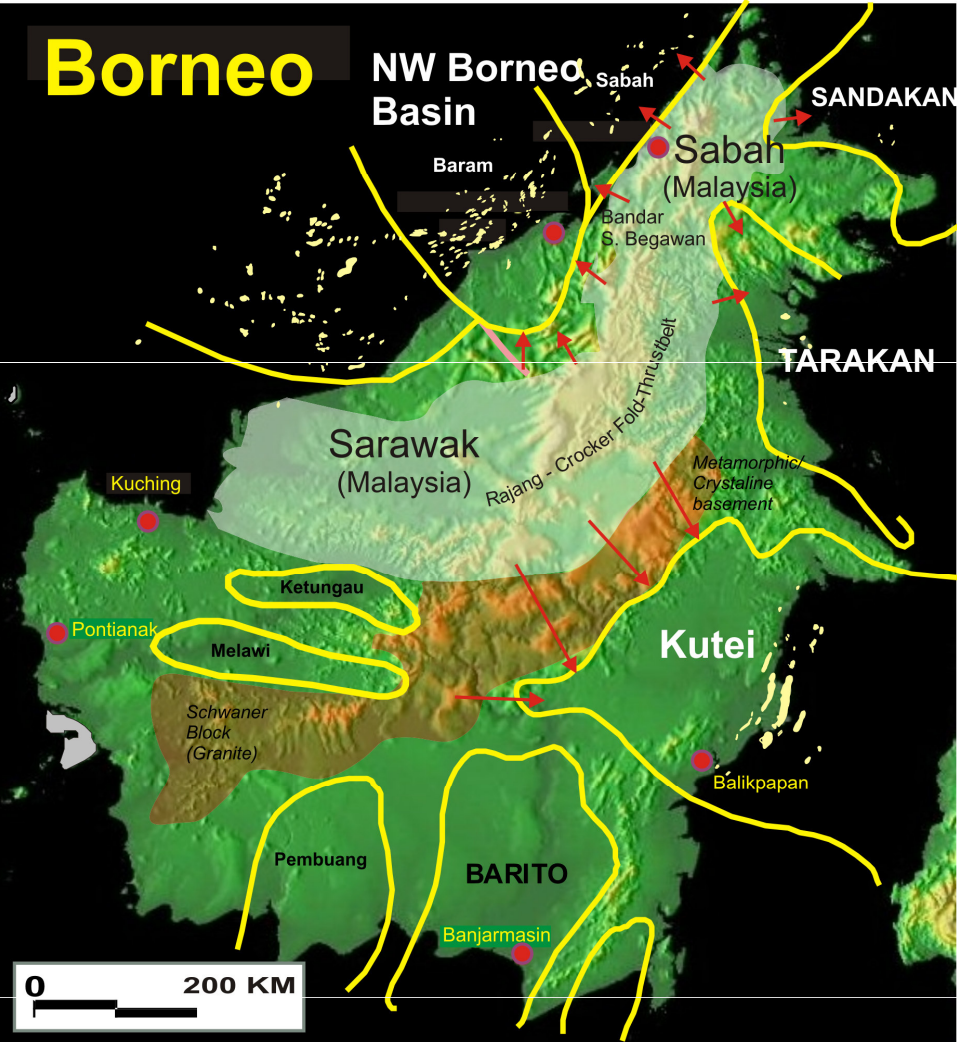 Borneo
NW Borneo
Basin
Sabah
SANDAKAN
Baram
Sabah
(Malaysia)
Bandar
S. Begawan
TARAKAN
Rajang - Crocker Fold-Thrustbelt
Sarawak
(Malaysia)
Metamorphic/
Crystaline
basement
Kuching
Ketungau
Pontianak
Melawi
Kutei
Schwaner
Block
(Granite)
Balikpapan
Pembuang
BARITO
Banjarmasin
0 200 KM